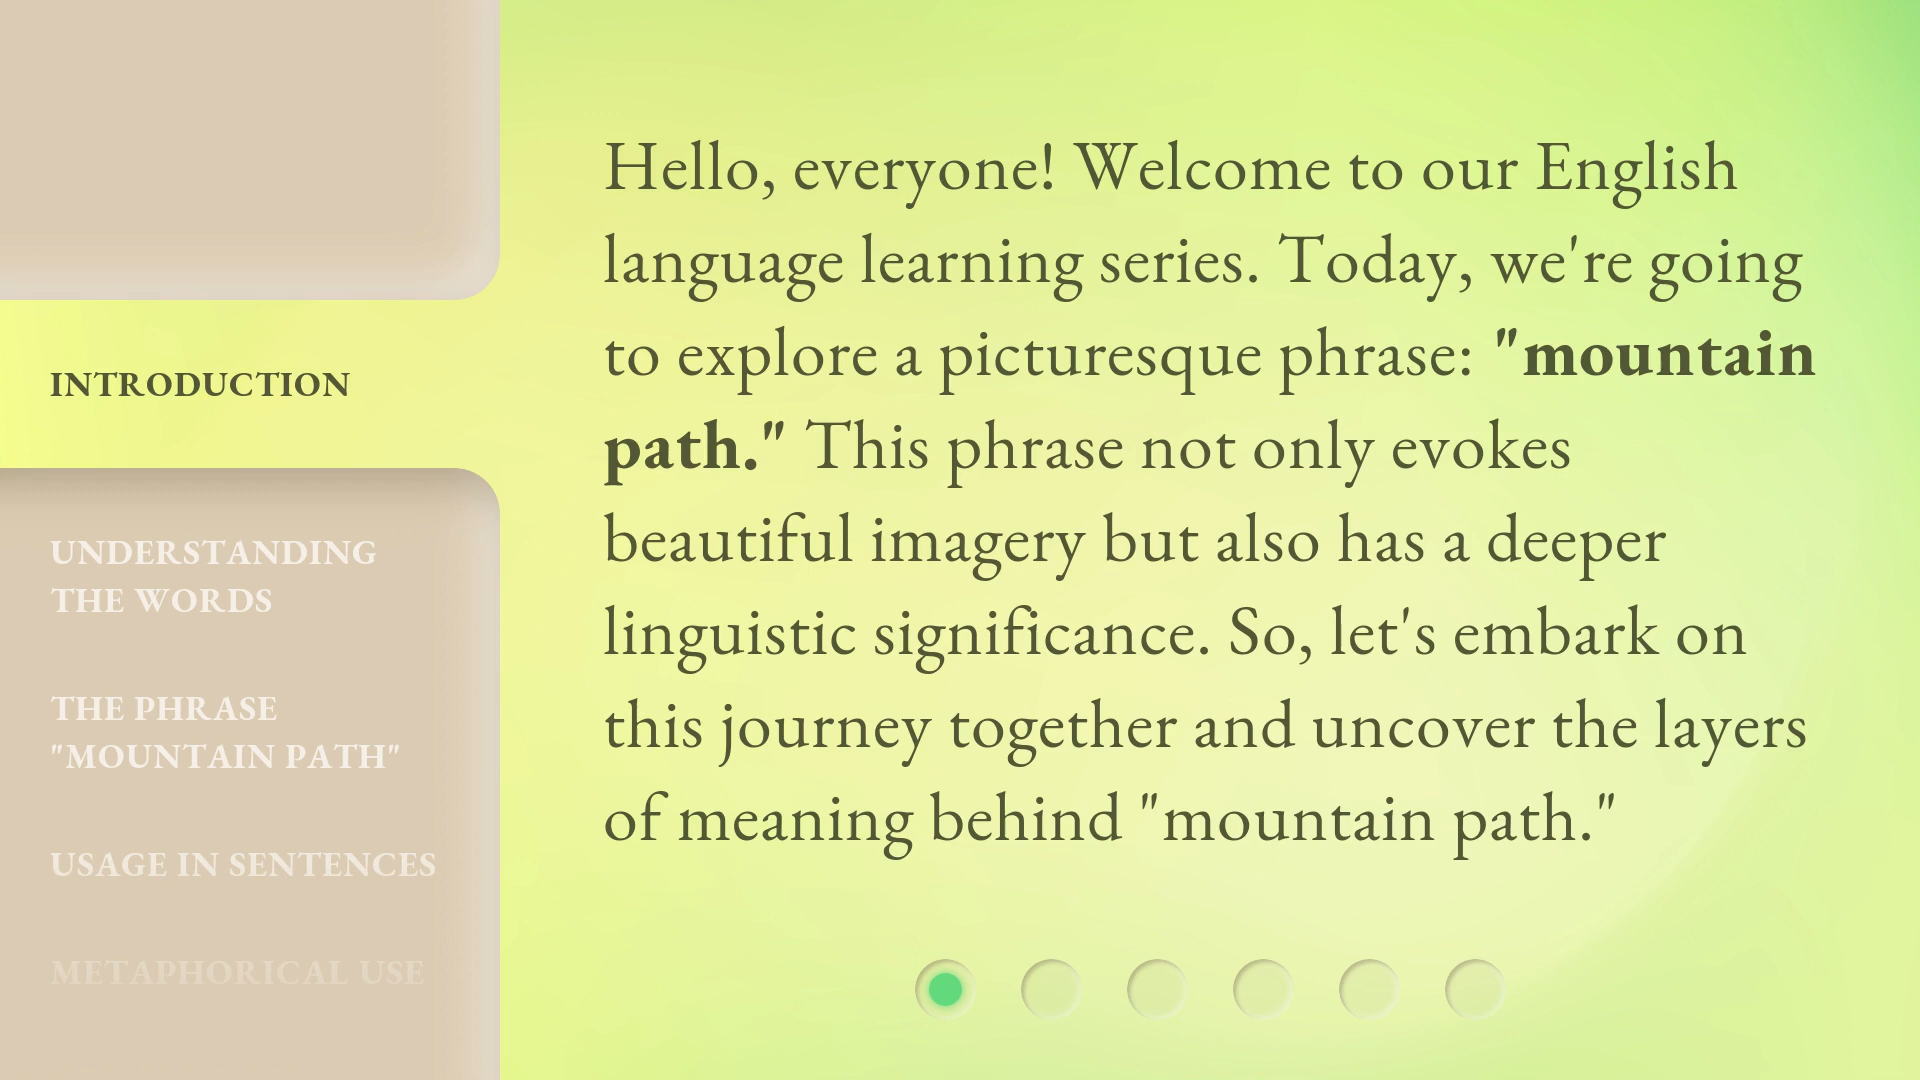 INTRODUCTION
UNDERSTANDING
THE WORDS
THE PHRASE
"MOUNTAIN PATH"
USAGE IN SENTENCES
METAPHORICAL USE
Hello, everyone! Welcome to our English
language learning series. Today, we're going
to explore a picturesque phrase: "mountain
path." This phrase not only evokes
beautiful imagery but also has a deeper
linguistic significance. So, let's embark on
this journey together and uncover the layers
of meaning behind "mountain path."